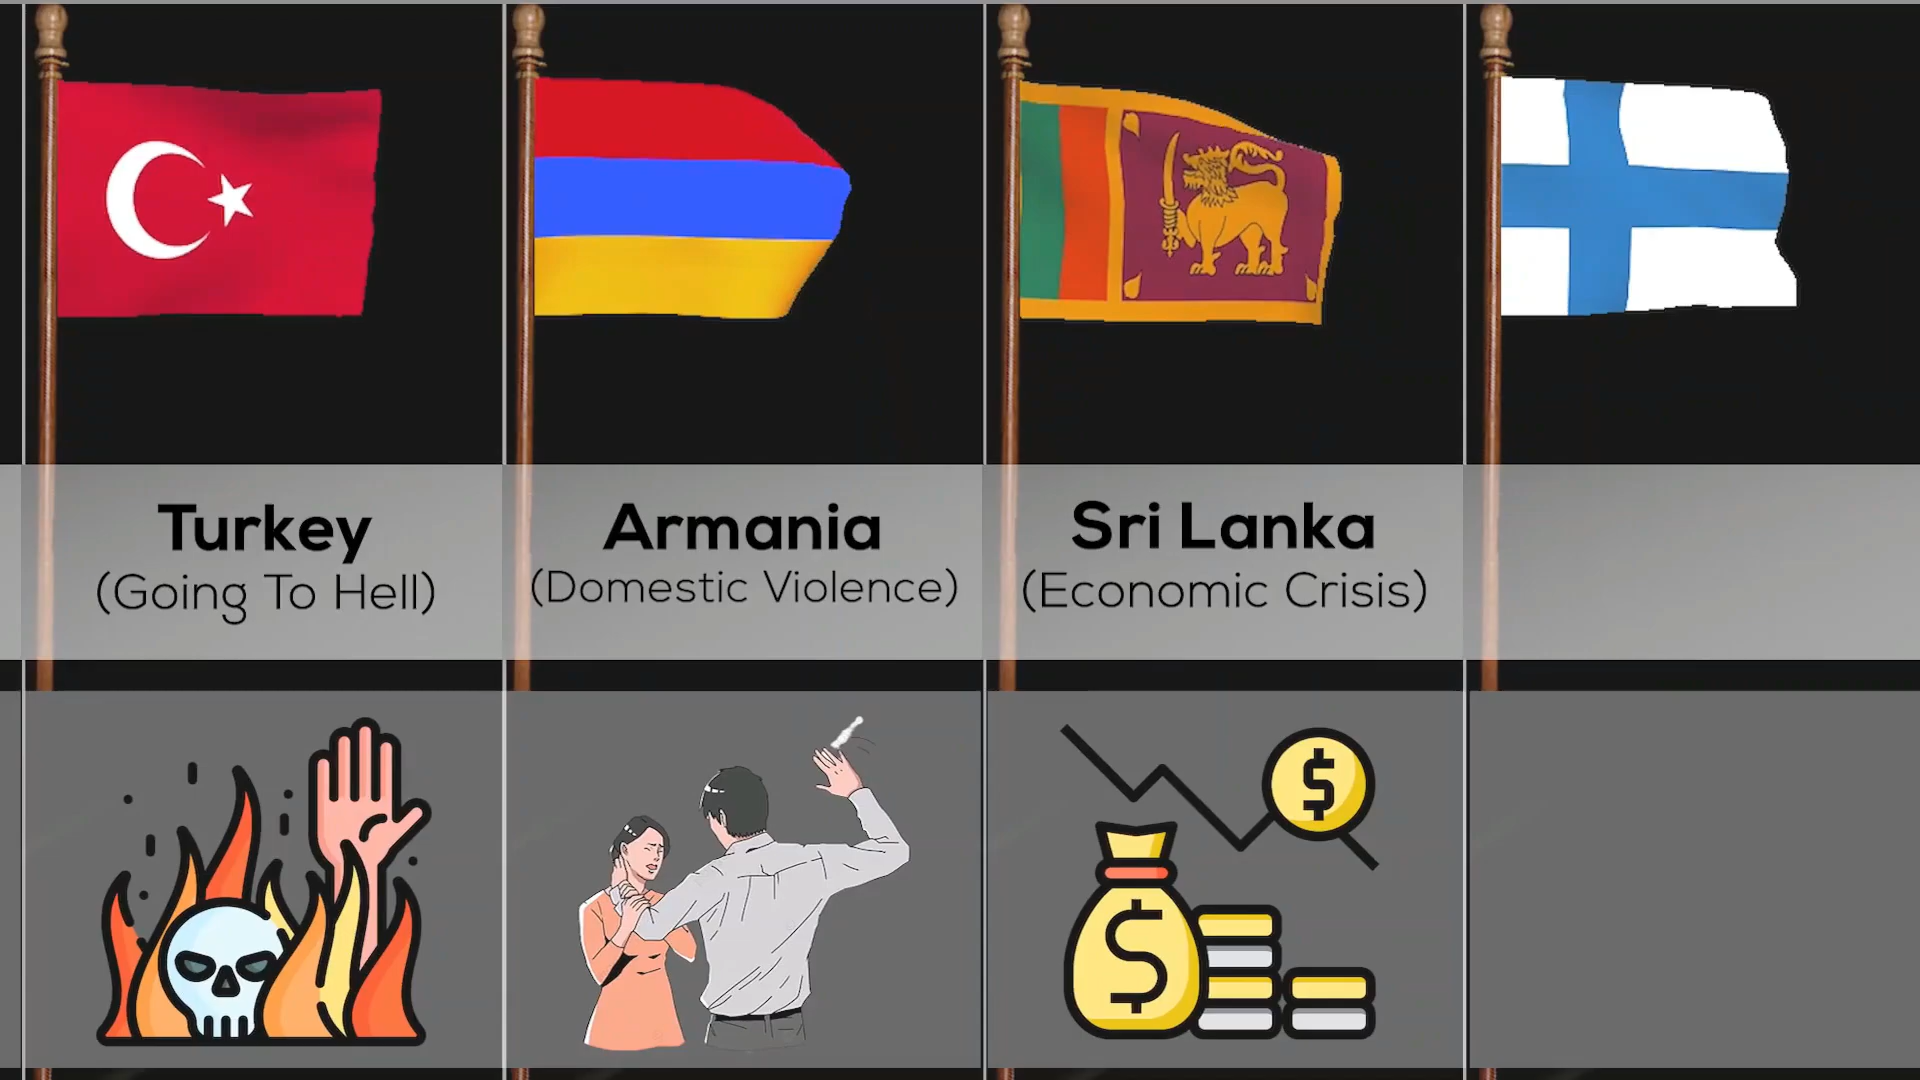 Turkey
(Going To Hell)
Armania
(Domestic Violence)
Sri Lanka
(Economic Crisis)
$
$